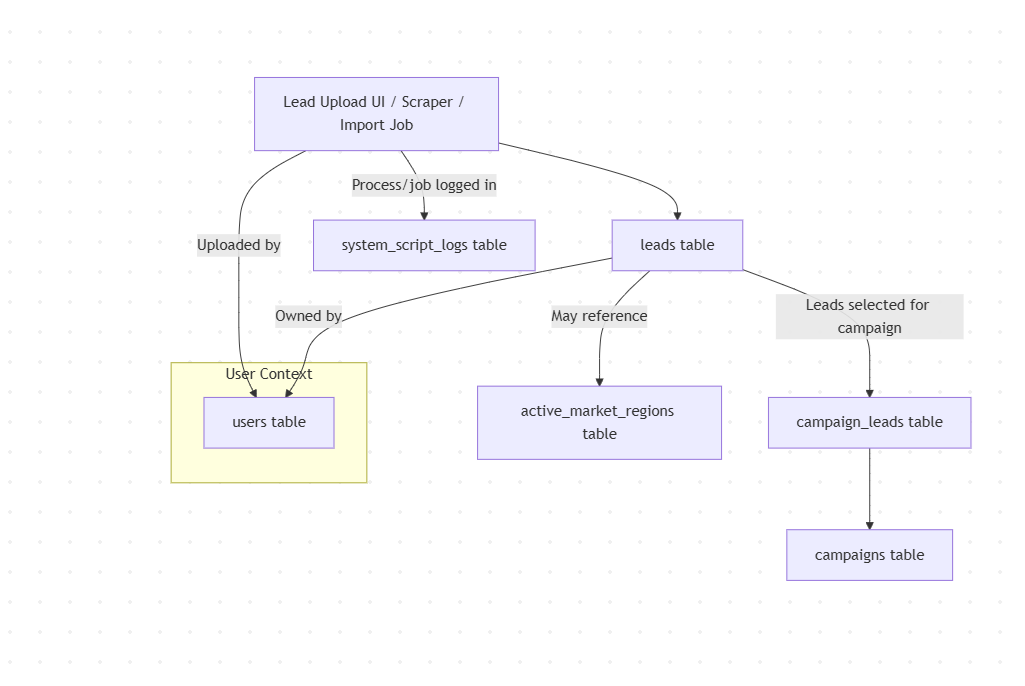 Lead Upload UI / Scraper /
Import Job
Process/job logged in
Uploaded by
system_script_logs table
leads table
Owned by
May reference
Leads selected for
campaign
User Context
users table
active_market_regions
table
campaign_leads table
campaigns table